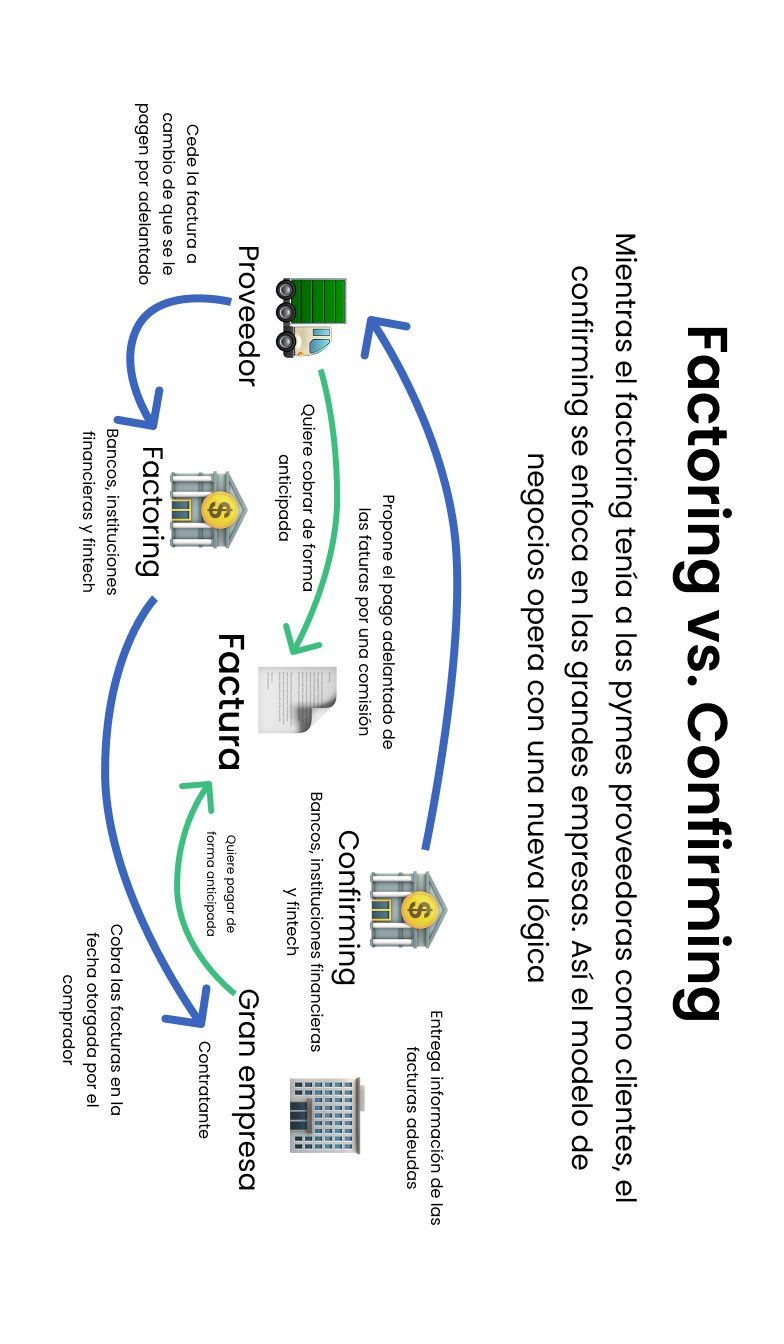 Factoring vs. Confirming
Mientras el factoring tenía a las pymes proveedoras como clientes, el
confirming se enfoca en las grandes empresas. Así el modelo de
negocios opera con una nueva lógica
Entrega información de las
facturas adeudas
Propone el pago adelantado de
las faturas por una comisión
Confirming
Bancos, instituciones financieras
y fintech
Quiere cobrar de forma
anticipada
Proveedor
Factura
Gran empresa
Contratante
Quiere pagar de
forma anticipada
Cede la factura a
cambio de que se le
pagen por adelantado
Factoring
Bancos, instituciones
financieras y fintech
Cobra las facturas en la
fecha otorgada por el
comprador